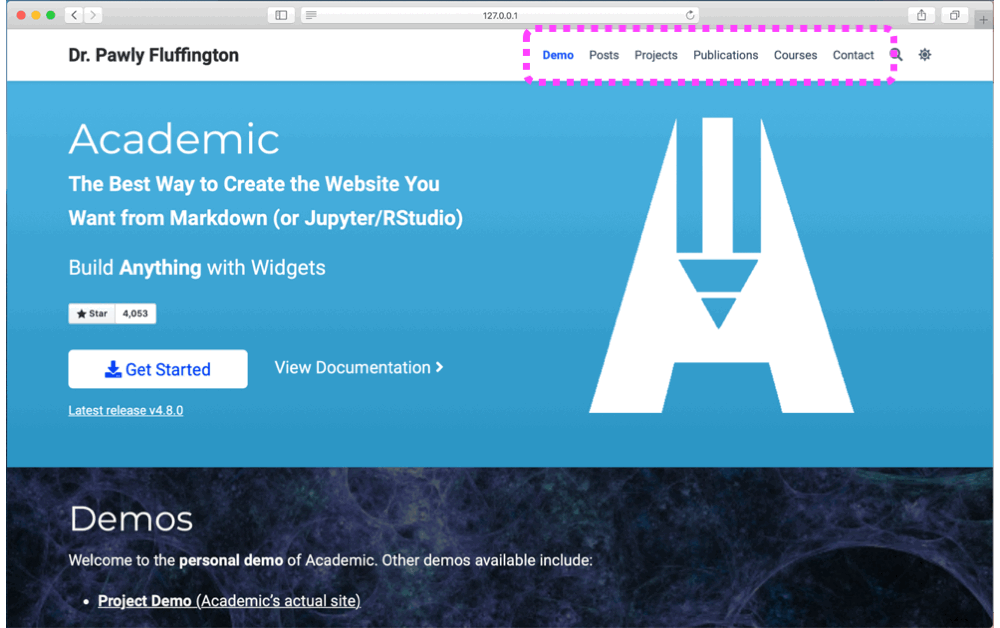 127.0.0.1
Dr. Pawly Fluffington
Demo Posts Projects Publications Courses Contact
Academic
The Best Way to Create the Website You
Want from Markdown (or Jupyter/RStudio)
Build Anything with Widgets
Star 4,053
Get Started View Documentation
Latest release v4.8.0
Demos
Welcome to the personal demo of Academic. Other demos available include:
• Project Demo (Academic's actual site)